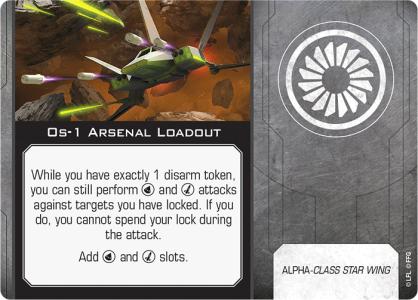 Os-1 Arsenal Loadout
While you have exactly 1 disarm token,
you can still perform and attacks
against targets you have locked. If you
do, you cannot spend your lock during
the attack.
Add and slots.
ALPHA-CLASS STAR WING
© LFL © FFG